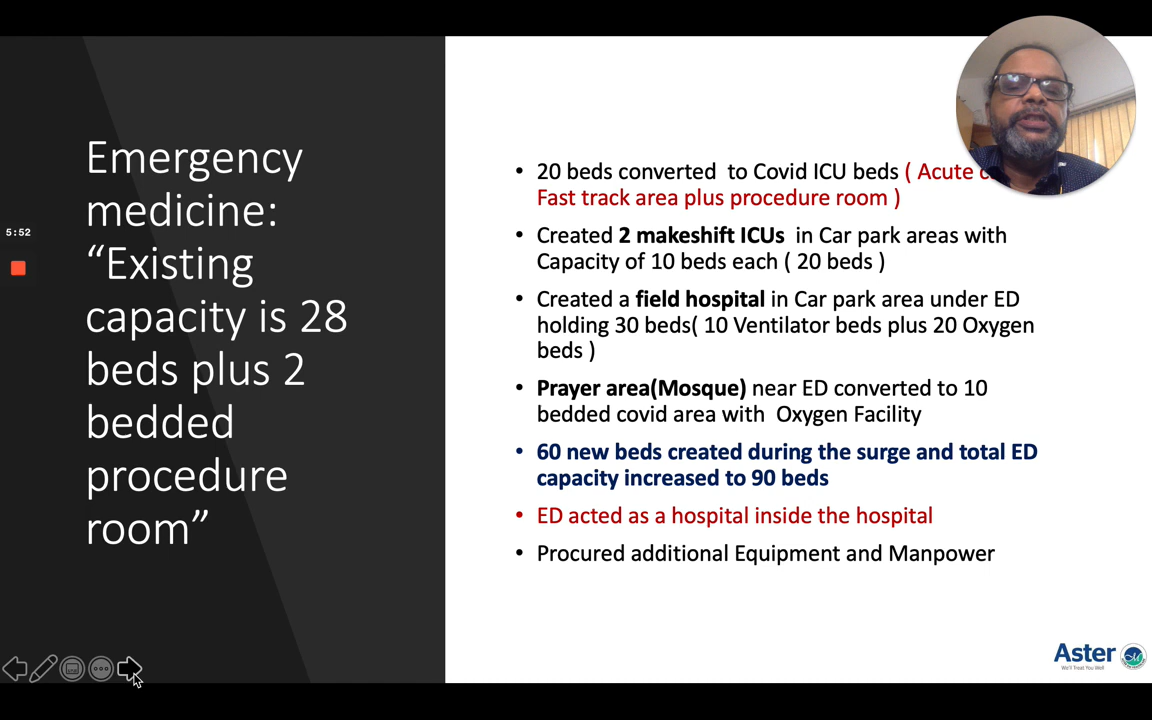 Emergency
medicine:
“Existing
capacity is 28
beds plus 2
bedded
procedure
room”
5:52
• 20 beds converted to Covid ICU beds ( Acute
Fast track area plus procedure room )
• Created 2 makeshift ICUs in Car park areas with
Capacity of 10 beds each ( 20 beds )
• Created a field hospital in Car park area under ED
holding 30 beds( 10 Ventilator beds plus 20 Oxygen
beds )
• Prayer area(Mosque) near ED converted to 10
bedded covid area with Oxygen Facility
• 60 new beds created during the surge and total ED
capacity increased to 90 beds
• ED acted as a hospital inside the hospital
• Procured additional Equipment and Manpower
Aster
We'll Treat You Well